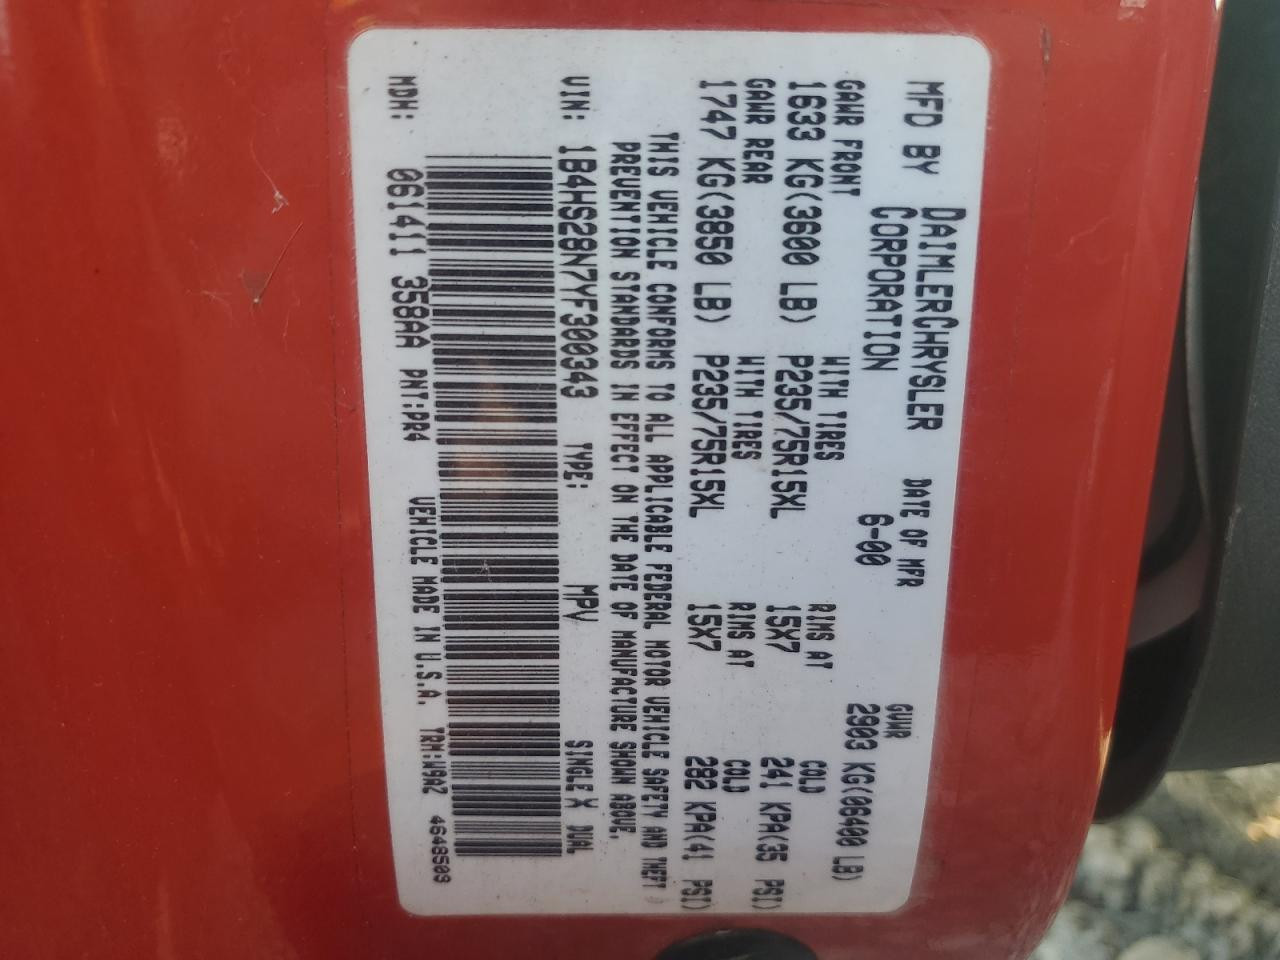 MFD BY DAIMLERCHRYSLER CORPORATION DATE OF MFR 6-00 GVWR 2903 KG(06400 LB)
GAWR FRONT WITH TIRES RIMS AT COLD
1633 KG(3600 LB) P235/75R15XL 15X7 241 KPA(35 PSI)
GAWR REAR WITH TIRES RIMS AT COLD
1747 KG(3850 LB) P235/75R15XL 15X7 282 KPA(41 PSI)
THIS VEHICLE CONFORMS TO ALL APPLICABLE FEDERAL MOTOR VEHICLE SAFETY AND THEFT
PREVENTION STANDARDS IN EFFECT ON THE DATE OF MANUFACTURE SHOWN ABOVE.
VIN: 1B4HS28N7YF300343 TYPE: MPV SINGLE X DUAL
MDH: 061411 358AA PNT:PR4 VEHICLE MADE IN U.S.A. TRM:W9AZ 4648509